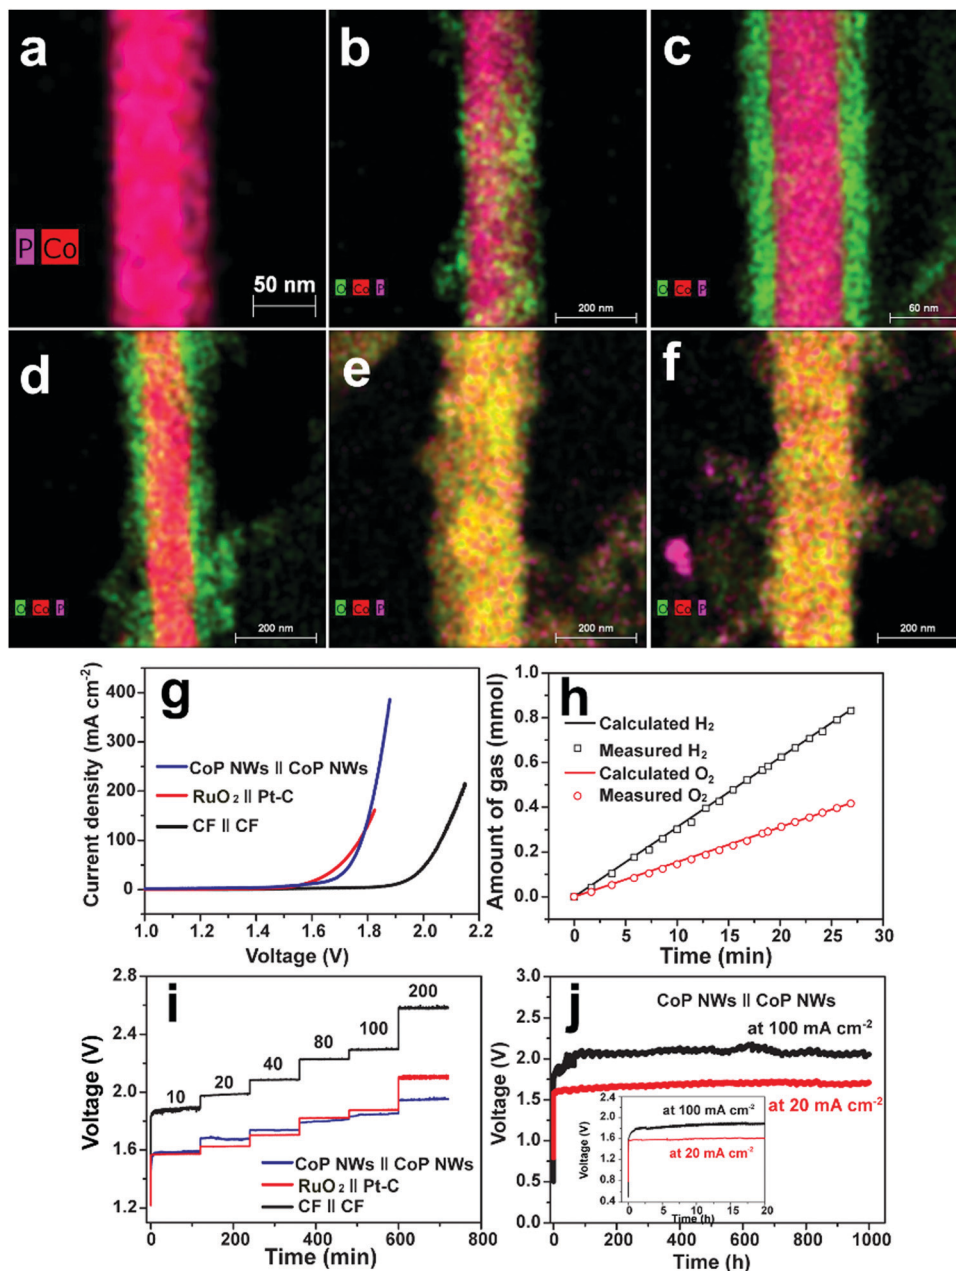 a
P Co
50 nm
b
O Co P
200 nm
c
O Co P
60 nm
d
O Co P
200 nm
e
O Co P
200 nm
f
O Co P
200 nm
g
Current density (mA cm⁻²)
400
300
200
100
0
CoP NWs ॥ CoP NWs
RuO₂ ॥ Pt-C
CF ॥ CF
1.0 1.2 1.4 1.6 1.8 2.0 2.2
Voltage (V)
h
Amount of gas (mmol)
0.8
0.6
0.4
0.2
0.0
1.0
Calculated H₂
Measured H₂
Calculated O₂
Measured O₂
-5 0 5 10 15 20 25 30
Time (min)
i
Voltage (V)
2.8
2.4
2.0
1.6
1.2
10 20 40 80 100 200
CoP NWs ॥ CoP NWs
RuO₂ ॥ Pt-C
CF ॥ CF
0 200 400 600 800
Time (min)
j
Voltage (V)
3.0
2.5
2.0
1.5
1.0
0.5
0.0
CoP NWs ॥ CoP NWs
at 100 mA cm⁻²
at 20 mA cm⁻²
Voltage (V)
2.4
2.0
1.6
1.2
0.8
0.4
at 100 mA cm⁻²
at 20 mA cm⁻²
0 5 10 15 20
Time (h)
0 200 400 600 800 1000
Time (h)